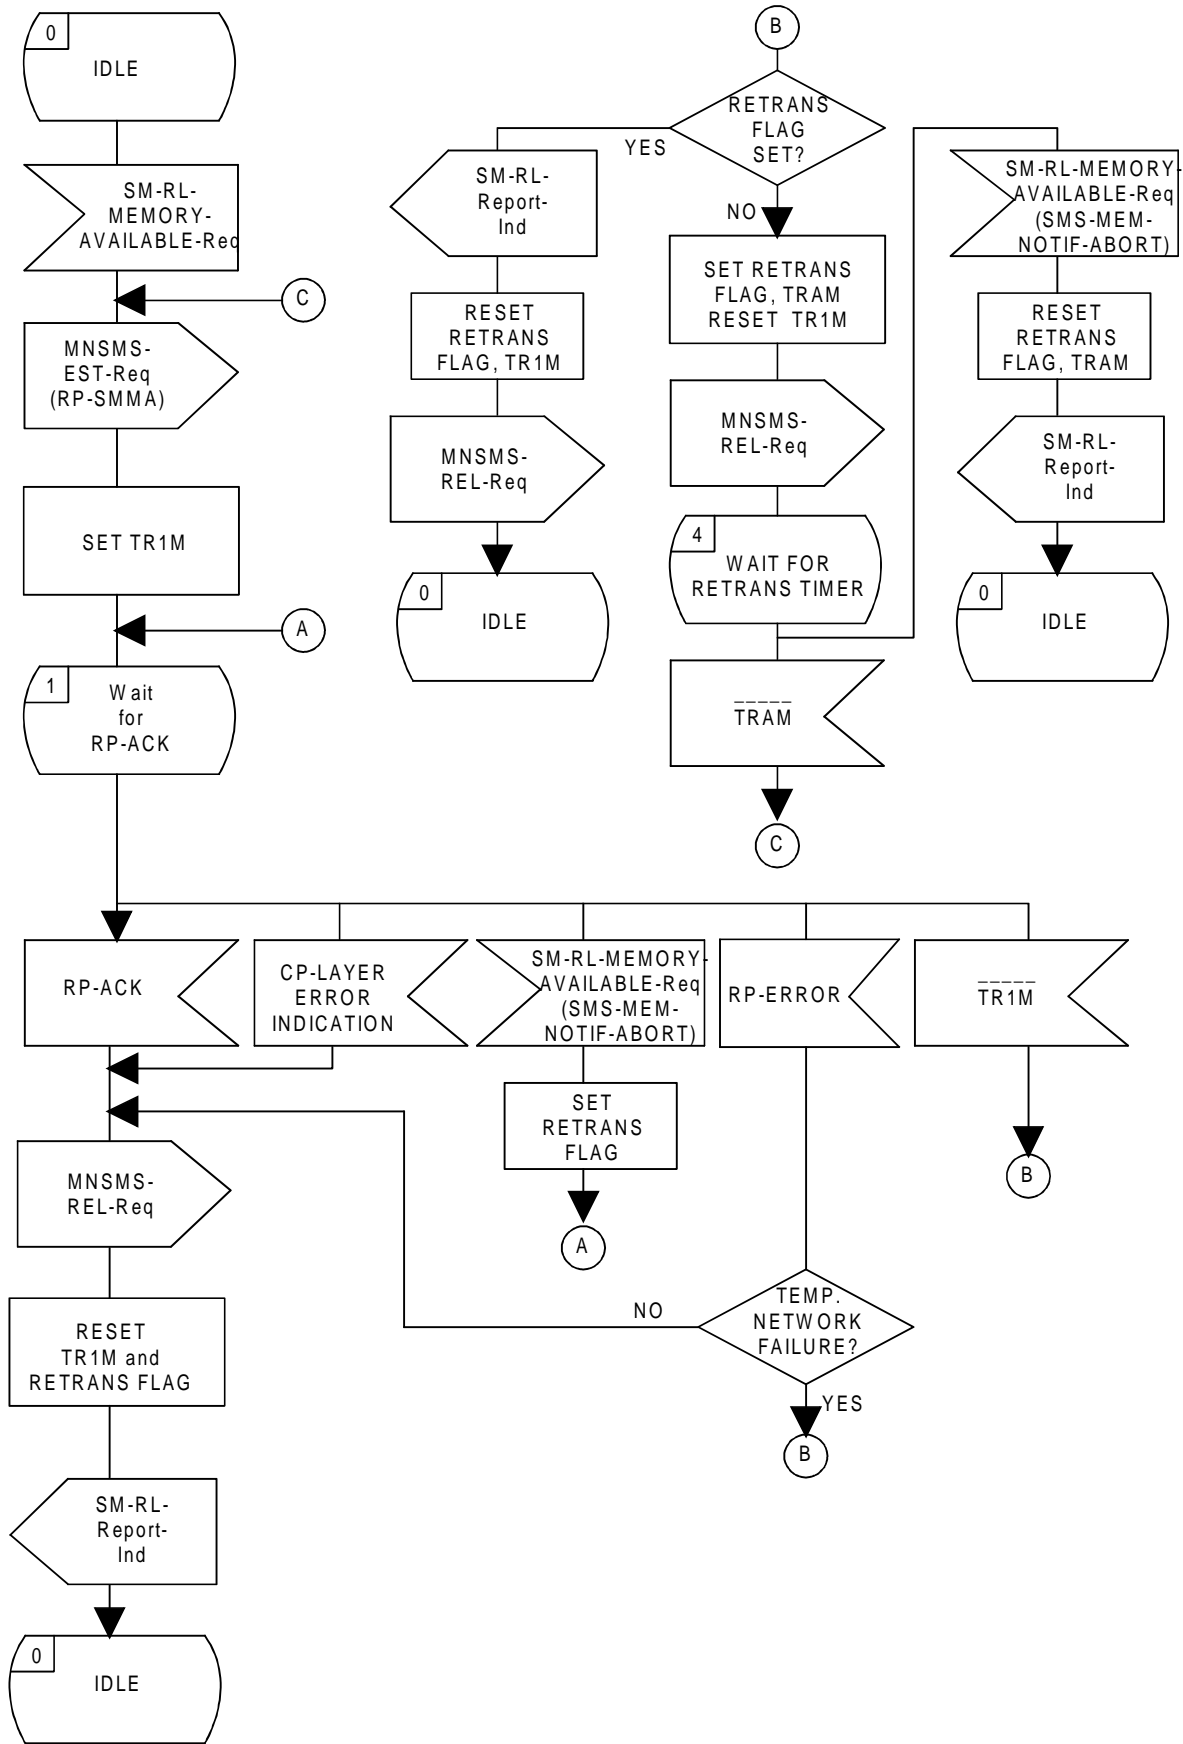 0
IDLE
SM-RL-
MEMORY-
AVAILABLE-Req
C
MNSMS-
EST-Req
(RP-SMMA)
SET TR1M
A
1
Wait
for
RP-ACK
B
RETRANS
FLAG
SET?
YES
NO
SM-RL-
Report-
Ind
RESET
RETRANS
FLAG, TR1M
MNSMS-
REL-Req
0
IDLE
SET RETRANS
FLAG, TRAM
RESET TR1M
MNSMS-
REL-Req
4
WAIT FOR
RETRANS TIMER
TRAM
C
SM-RL-MEMORY-
AVAILABLE-Req
(SMS-MEM-
NOTIF-ABORT)
RESET
RETRANS
FLAG, TRAM
SM-RL-
Report-
Ind
0
IDLE
RP-ACK
CP-LAYER
ERROR
INDICATION
SM-RL-MEMORY-
AVAILABLE-Req
(SMS-MEM-
NOTIF-ABORT)
RP-ERROR
TR1M
SET
RETRANS
FLAG
A
B
MNSMS-
REL-Req
TEMP.
NETWORK
FAILURE?
NO
YES
B
RESET
TR1M and
RETRANS FLAG
SM-RL-
Report-
Ind
0
IDLE